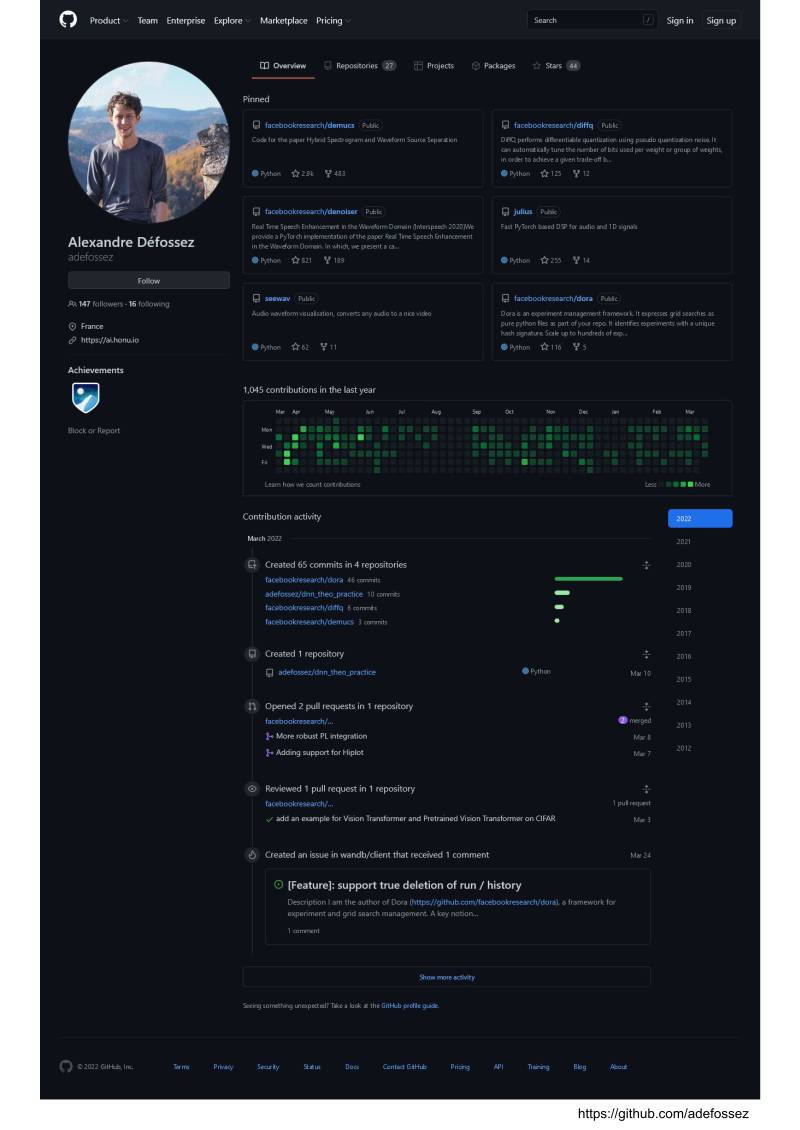 Product Team Enterprise Explore Marketplace Pricing Search / Sign in Sign up
Overview Repositories 27 Projects Packages Stars 44
Alexandre Défossez
adefossez
Follow
147 followers · 16 following
France
https://ai.honu.io
Achievements
Block or Report
Pinned
facebookresearch/demucs Public
Code for the paper Hybrid Spectrogram and Waveform Source Separation
Python 2.8k 483
facebookresearch/diffq Public
DiffQ performs differentiable quantization using pseudo quantization noise. It
can automatically tune the number of bits used per weight or group of weights,
in order to achieve a given trade-off b...
Python 125 12
facebookresearch/denoiser Public
Real Time Speech Enhancement in the Waveform Domain (Interspeech 2020)We
provide a PyTorch implementation of the paper Real Time Speech Enhancement
in the Waveform Domain. In which, we present a ca...
Python 821 189
julius Public
Fast PyTorch based DSP for audio and 1D signals
Python 255 14
seewav Public
Audio waveform visualisation, converts any audio to a nice video
Python 62 11
facebookresearch/dora Public
Dora is an experiment management framework. It expresses grid searches as
pure python files as part of your repo. It identifies experiments with a unique
hash signature. Scale up to hundreds of exp...
Python 116 5
1,045 contributions in the last year
Mar Apr May Jun Jul Aug Sep Oct Nov Dec Jan Feb Mar
Mon
Wed
Fri
Learn how we count contributions Less More
Contribution activity
2022
2021
2020
2019
2018
2017
2016
2015
2014
2013
2012
March 2022
Created 65 commits in 4 repositories
facebookresearch/dora 46 commits
adefossez/dnn_theo_practice 10 commits
facebookresearch/diffq 6 commits
facebookresearch/demucs 3 commits
Created 1 repository
adefossez/dnn_theo_practice Python Mar 10
Opened 2 pull requests in 1 repository
facebookresearch/... 2 merged
More robust PL integration Mar 8
Adding support for Hiplot Mar 7
Reviewed 1 pull request in 1 repository
facebookresearch/... 1 pull request
add an example for Vision Transformer and Pretrained Vision Transformer on CIFAR Mar 3
Created an issue in wandb/client that received 1 comment Mar 24
[Feature]: support true deletion of run / history
Description I am the author of Dora (https://github.com/facebookresearch/dora), a framework for
experiment and grid search management. A key notion...
1 comment
Show more activity
Seeing something unexpected? Take a look at the GitHub profile guide.
© 2022 GitHub, Inc. Terms Privacy Security Status Docs Contact GitHub Pricing API Training Blog About
https://github.com/adefossez